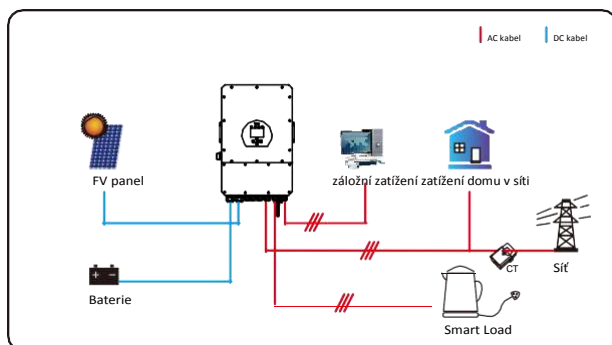 AC kabel
DC kabel
FV panel
záložní zatížení zatížení domu v síti
CT
Síť
Baterie
Smart Load